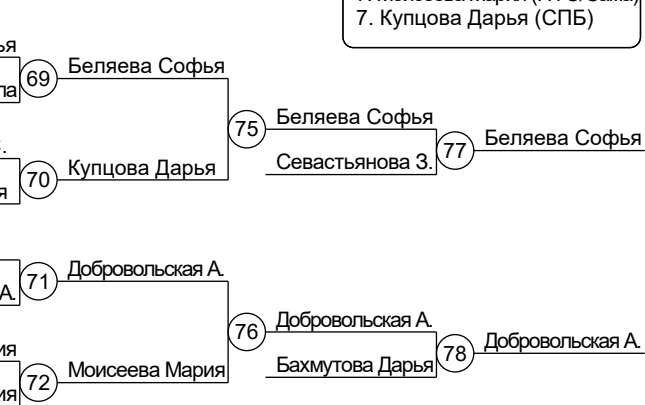 7. Купцова Дарья (СПБ)
69
Беляева Софья
75
Беляева Софья
Севастьянова З.
77
Беляева Софья
70
Купцова Дарья
71
Добровольская А.
А.
76
Добровольская А.
Бахмутова Дарья
78
Добровольская А.
72
Моисеева Мария